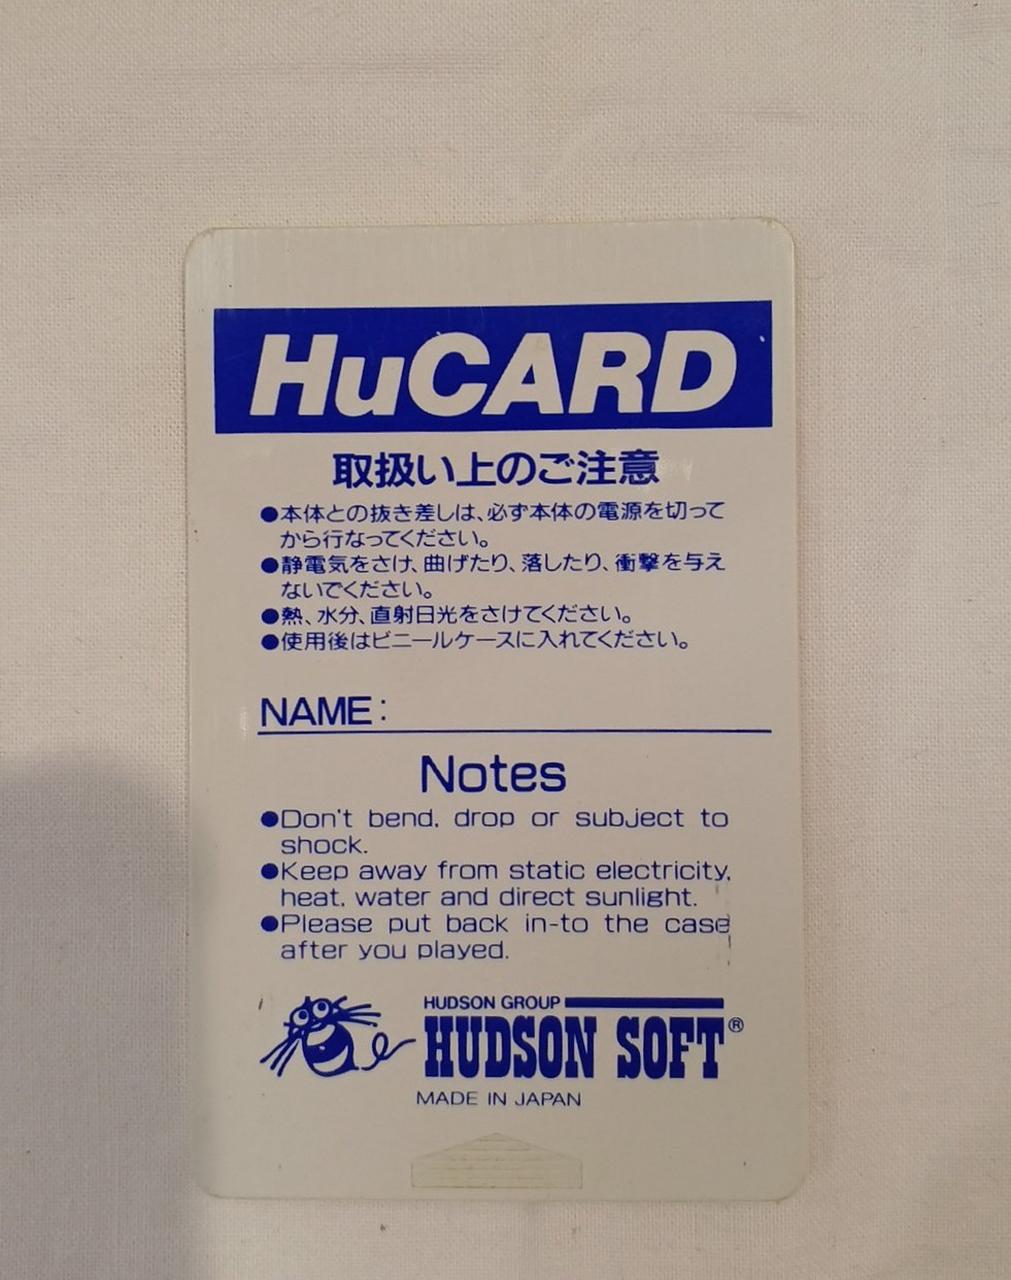 HuCARD
取扱い上のご注意
●本体との抜き差しは、必ず本体の電源を切って
から行なってください。
●静電気をさけ、曲げたり、落したり、衝撃を与え
ないでください。
●熱、水分、直射日光をさけてください。
●使用後はビニールケースに入れてください。
NAME:
Notes
●Don't bend, drop or subject to
shock.
●Keep away from static electricity,
heat, water and direct sunlight.
●Please put back in-to the case
after you played.
HUDSON GROUP
HUDSON SOFT®
MADE IN JAPAN